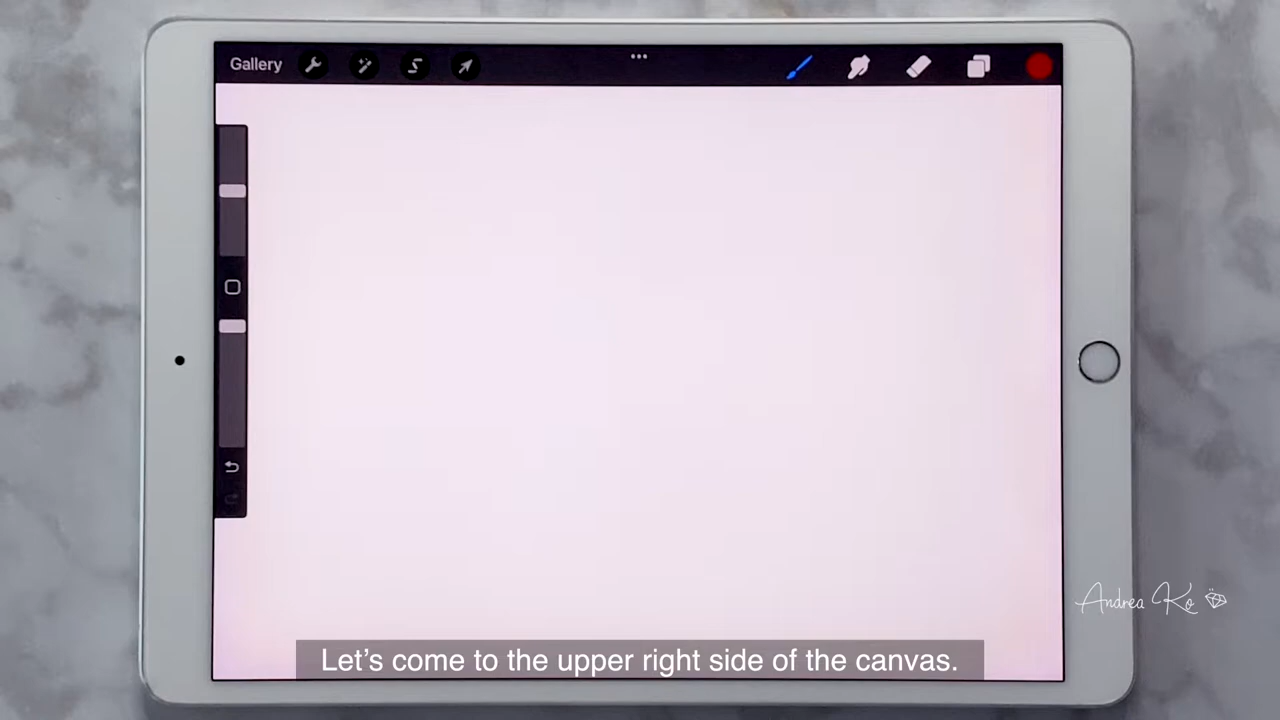 Gallery
Andrea Ko
Let's come to the upper right side of the canvas.